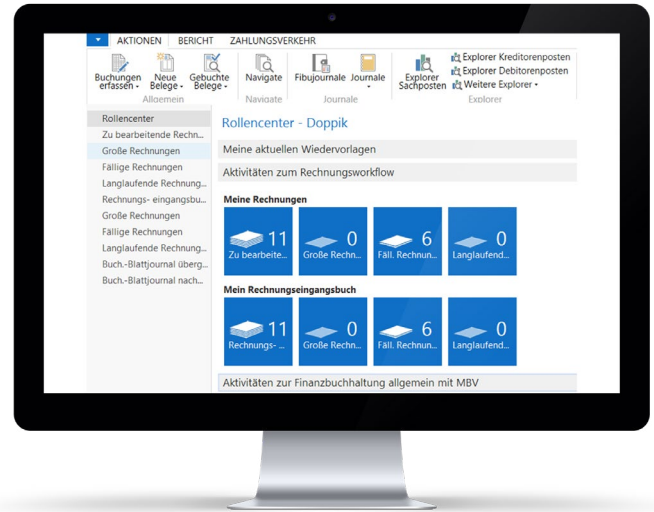 AKTIONEN BERICHT ZAHLUNGSVERKEHR
Buchungen erfassen
Neue Belege
Gebuchte Belege
Navigate
Fibujournale
Journale
Explorer Sachposten
Explorer Kreditorenposten
Explorer Debitorenposten
Weitere Explorer
Allgemein
Navigate
Journale
Explorer
Rollencenter
Zu bearbeitende Rechn...
Große Rechnungen
Fällige Rechnungen
Langlaufende Rechnung...
Rechnungs- eingangsbu...
Große Rechnungen
Fällige Rechnungen
Langlaufende Rechnung...
Buch.-Blattjournal überg...
Buch.-Blattjournal nach...
Rollencenter - Doppik
Meine aktuellen Wiedervorlagen
Aktivitäten zum Rechnungsworkflow
Meine Rechnungen
11
Zu bearbeite...
0
Große Rechn...
6
Fäll. Rechnun...
0
Langlaufend...
Mein Rechnungseingangsbuch
11
Rechnungs- ...
0
Große Rechn...
6
Fäll. Rechnun...
0
Langlaufend...
Aktivitäten zur Finanzbuchhaltung allgemein mit MBV